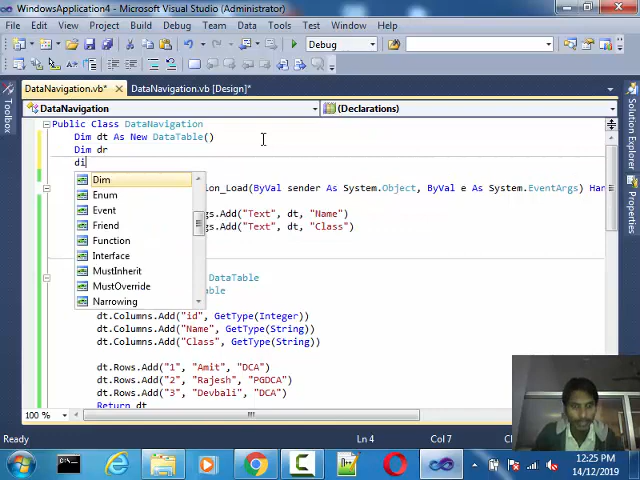 WindowsApplication4 - Microsoft Visual Studio (Administrator)
File Edit View Project Build Debug Team Data Tools Test Window Help
Debug
DataNavigation.vb* DataNavigation.vb [Design]*
DataNavigation (Declarations)
Toolbox
Properties
Public Class DataNavigation
Dim dt As New DataTable()
Dim dr
di
Dim
Enum
Event
Friend
Function
Interface
MustInherit
MustOverride
Narrowing
on_Load(ByVal sender As System.Object, ByVal e As System.EventArgs) Han
gs.Add("Text", dt, "Name")
gs.Add("Text", dt, "Class")
DataTable
ble
dt.Columns.Add("id", GetType(Integer))
dt.Columns.Add("Name", GetType(String))
dt.Columns.Add("Class", GetType(String))
dt.Rows.Add("1", "Amit", "DCA")
dt.Rows.Add("2", "Rajesh", "PGDCA")
dt.Rows.Add("3", "Devbali", "DCA")
Return dt
100 %
Ready Ln 4 Col 7
12:25 PM
14/12/2019